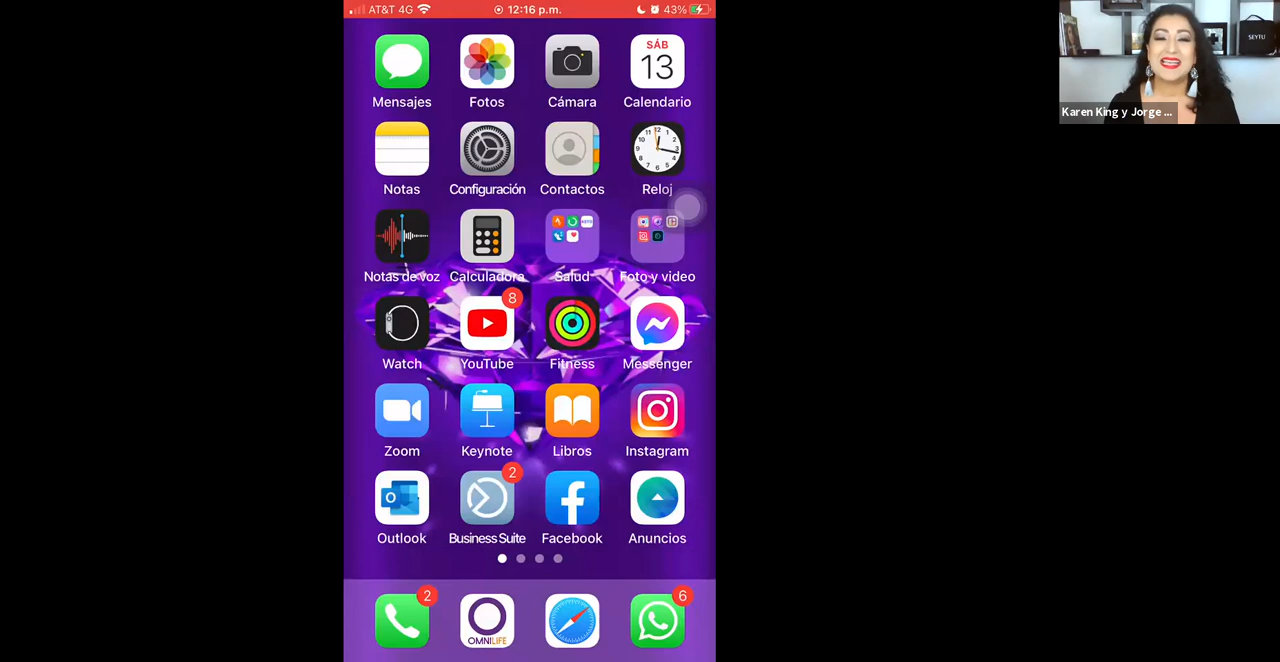 AT&T 4G 12:16 p.m. 43%
SÁB
13
Mensajes Fotos Cámara Calendario
Notas Configuración Contactos Reloj
Notas de voz Calculadora Salud Foto y video
8
Watch YouTube Fitness Messenger
Zoom Keynote Libros Instagram
2
Outlook Business Suite Facebook Anuncios
2 6
OMNILIFE
SEYTU
Karen King y Jorge ...